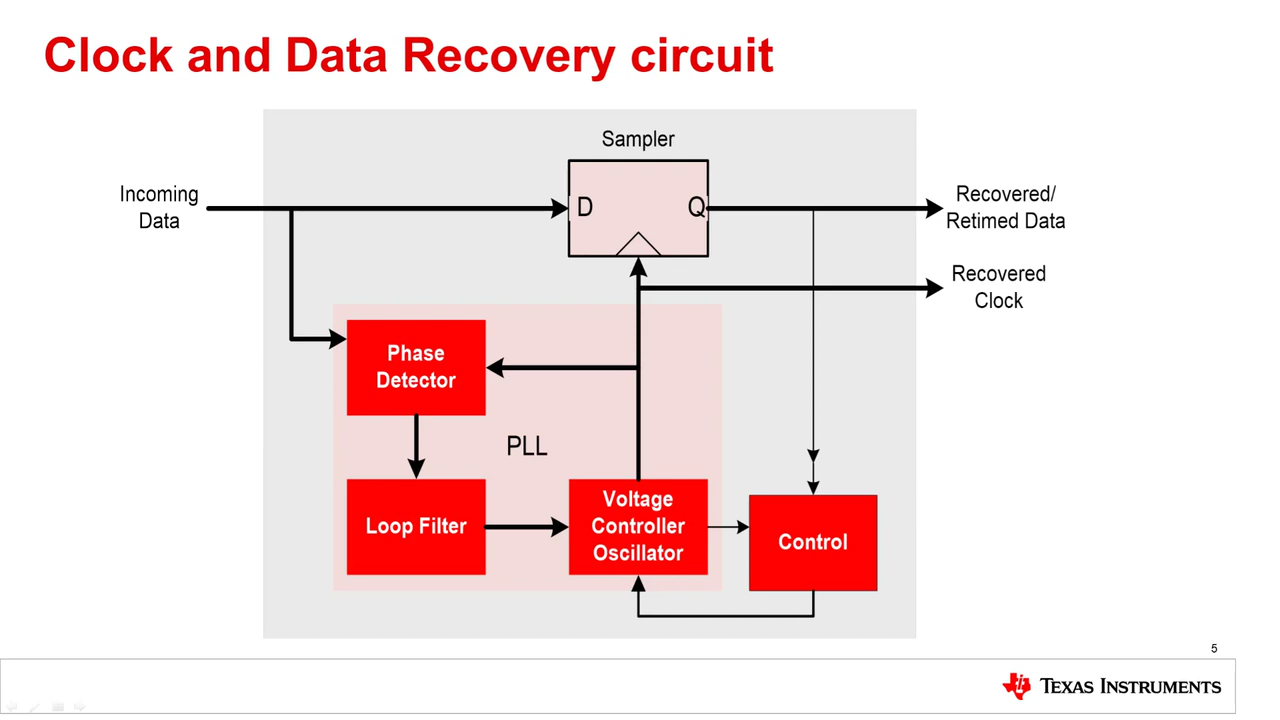 Clock and Data Recovery circuit
Sampler
Incoming
Data
D
Q
Recovered/
Retimed Data
Recovered
Clock
Phase
Detector
PLL
Loop Filter
Voltage
Controller
Oscillator
Control
5
TEXAS INSTRUMENTS